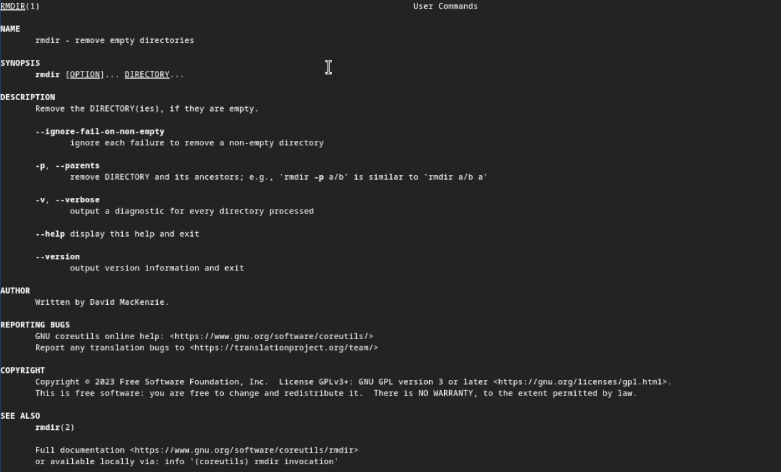 RMDIR(1) User Commands
NAME
rmdir - remove empty directories
SYNOPSIS
rmdir [OPTION]... DIRECTORY...
DESCRIPTION
Remove the DIRECTORY(ies), if they are empty.
--ignore-fail-on-non-empty
ignore each failure to remove a non-empty directory
-p, --parents
remove DIRECTORY and its ancestors; e.g., 'rmdir -p a/b' is similar to 'rmdir a/b a'
-v, --verbose
output a diagnostic for every directory processed
--help display this help and exit
--version
output version information and exit
AUTHOR
Written by David MacKenzie.
REPORTING BUGS
GNU coreutils online help: <https://www.gnu.org/software/coreutils/>
Report any translation bugs to <https://translationproject.org/team/>
COPYRIGHT
Copyright © 2023 Free Software Foundation, Inc. License GPLv3+: GNU GPL version 3 or later <https://gnu.org/licenses/gpl.html>.
This is free software: you are free to change and redistribute it. There is NO WARRANTY, to the extent permitted by law.
SEE ALSO
rmdir(2)
Full documentation <https://www.gnu.org/software/coreutils/rmdir>
or available locally via: info '(coreutils) rmdir invocation'